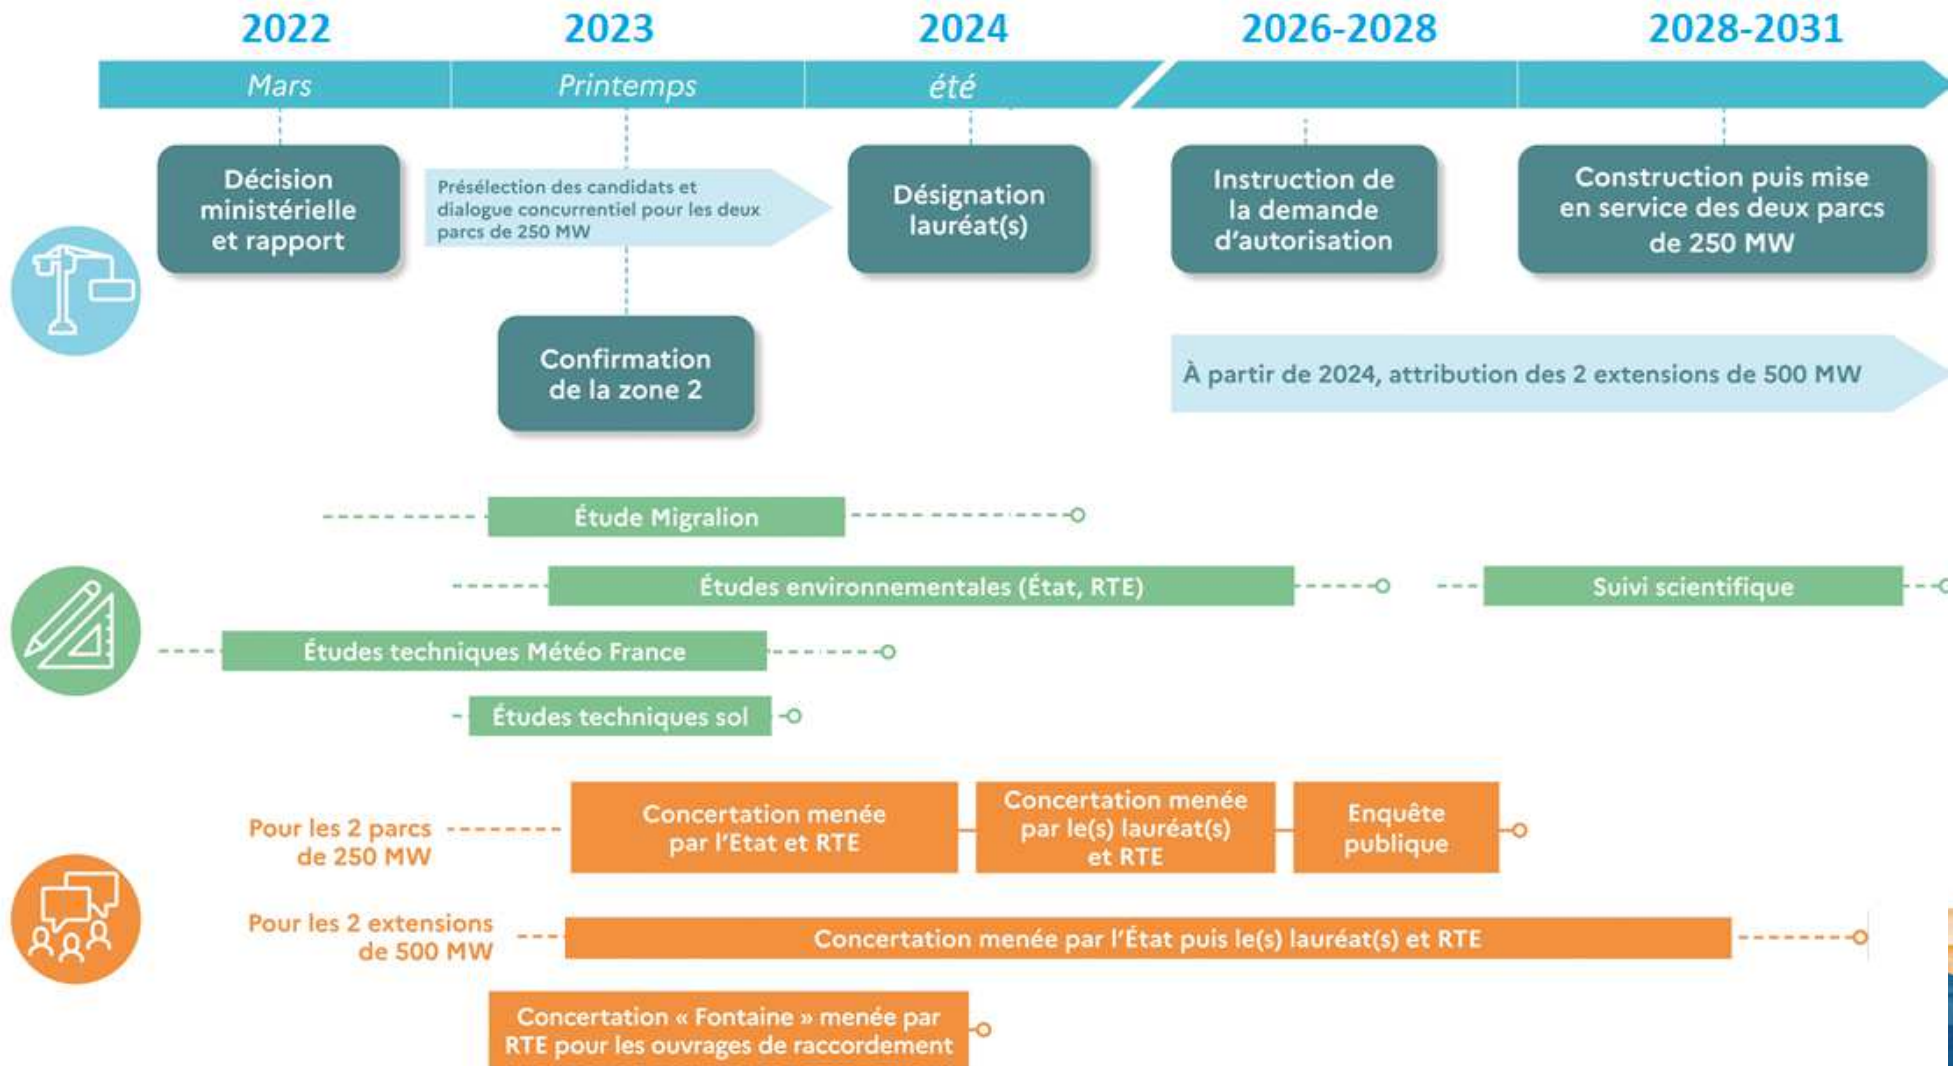 2022
2023
2024
2026-2028
2028-2031
Mars
Printemps
été
Décision
ministérielle
et rapport
Présélection des candidats et
dialogue concurrentiel pour les deux
parcs de 250 MW
Désignation
lauréat(s)
Instruction de
la demande
d'autorisation
Construction puis mise
en service des deux parcs
de 250 MW
Confirmation
de la zone 2
À partir de 2024, attribution des 2 extensions de 500 MW
Étude Migralion
Études environnementales (État, RTE)
Suivi scientifique
Études techniques Météo France
Études techniques sol
Pour les 2 parcs
de 250 MW
Concertation menée
par l'Etat et RTE
Concertation menée
par le(s) lauréat(s)
et RTE
Enquête
publique
Pour les 2 extensions
de 500 MW
Concertation menée par l'État puis le(s) lauréat(s) et RTE
Concertation « Fontaine » menée par
RTE pour les ouvrages de raccordement